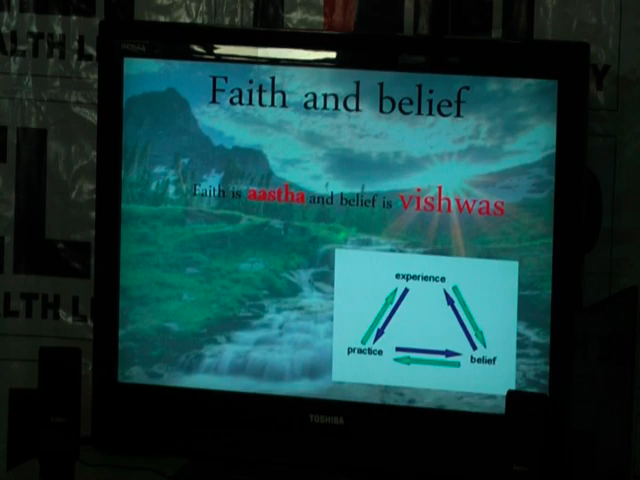 Faith and belief
Faith is aastha and belief is vishwas
experience
practice
belief
TOSHIBA